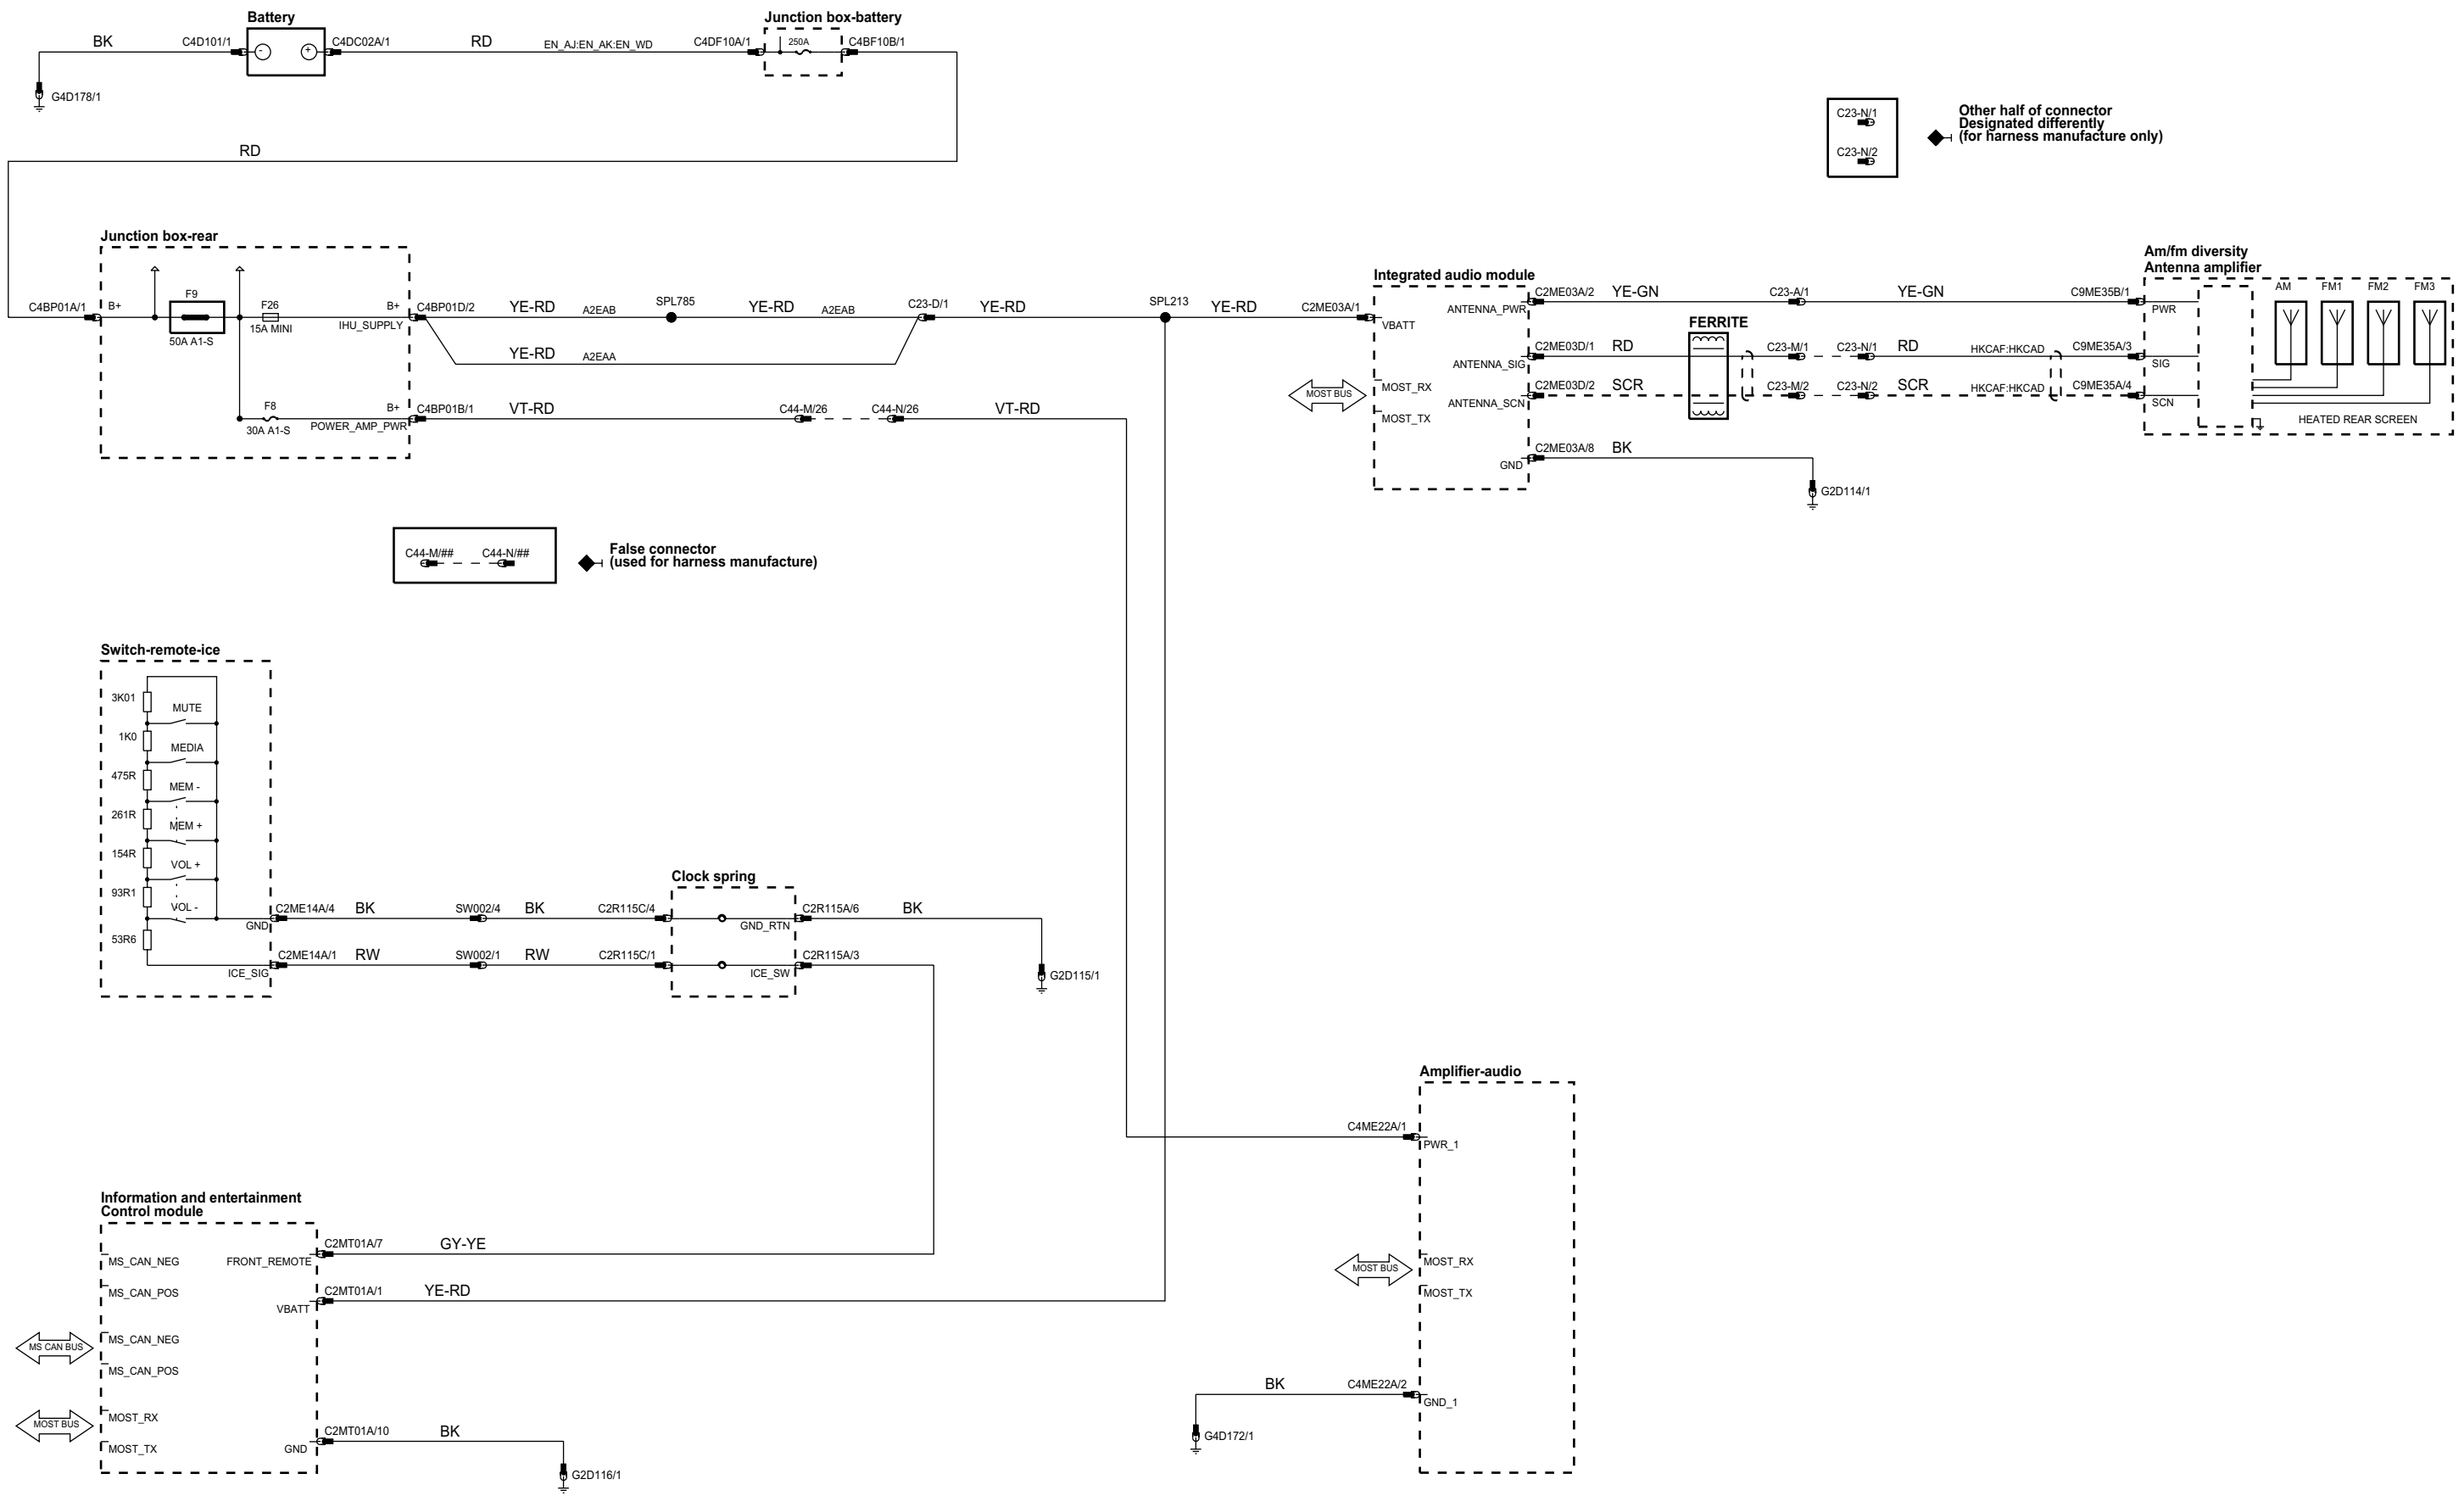 Battery
Junction box-battery
BK
C4D101/1
-
+
C4DC02A/1
RD
EN_AJ:EN_AK:EN_WD
C4DF10A/1
250A
C4BF10B/1
G4D178/1
C23-N/1
C23-N/2
Other half of connector
Designated differently
(for harness manufacture only)
RD
Junction box-rear
C4BP01A/1
B+
F9
50A A1-S
F26
15A MINI
B+
IHU_SUPPLY
C4BP01D/2
YE-RD
A2EAB
SPL785
YE-RD
A2EAB
C23-D/1
YE-RD
SPL213
YE-RD
C2ME03A/1
YE-RD
A2EAA
F8
30A A1-S
B+
POWER_AMP_PWR
C4BP01B/1
VT-RD
C44-M/26
C44-N/26
VT-RD
Integrated audio module
VBATT
ANTENNA_PWR
C2ME03A/2
YE-GN
C23-A/1
YE-GN
C9ME35B/1
FERRITE
ANTENNA_SIG
C2ME03D/1
RD
C23-M/1
C23-N/1
RD
HKCAF:HKCAD
C9ME35A/3
MOST BUS
MOST_RX
MOST_TX
ANTENNA_SCN
C2ME03D/2
SCR
C23-M/2
C23-N/2
SCR
HKCAF:HKCAD
C9ME35A/4
GND
C2ME03A/8
BK
G2D114/1
Am/fm diversity
Antenna amplifier
PWR
SIG
SCN
AM
FM1
FM2
FM3
HEATED REAR SCREEN
C44-M/##
C44-N/##
False connector
(used for harness manufacture)
Switch-remote-ice
3K01
MUTE
1K0
MEDIA
475R
MEM -
261R
MEM +
154R
VOL +
93R1
VOL -
53R6
GND
C2ME14A/4
BK
SW002/4
BK
C2R115C/4
ICE_SIG
C2ME14A/1
RW
SW002/1
RW
C2R115C/1
Clock spring
GND_RTN
C2R115A/6
BK
ICE_SW
C2R115A/3
G2D115/1
Amplifier-audio
C4ME22A/1
PWR_1
MOST BUS
MOST_RX
MOST_TX
BK
C4ME22A/2
GND_1
G4D172/1
Information and entertainment
Control module
MS_CAN_NEG
MS_CAN_POS
FRONT_REMOTE
C2MT01A/7
GY-YE
VBATT
C2MT01A/1
YE-RD
MS CAN BUS
MS_CAN_NEG
MS_CAN_POS
MOST BUS
MOST_RX
MOST_TX
GND
C2MT01A/10
BK
G2D116/1